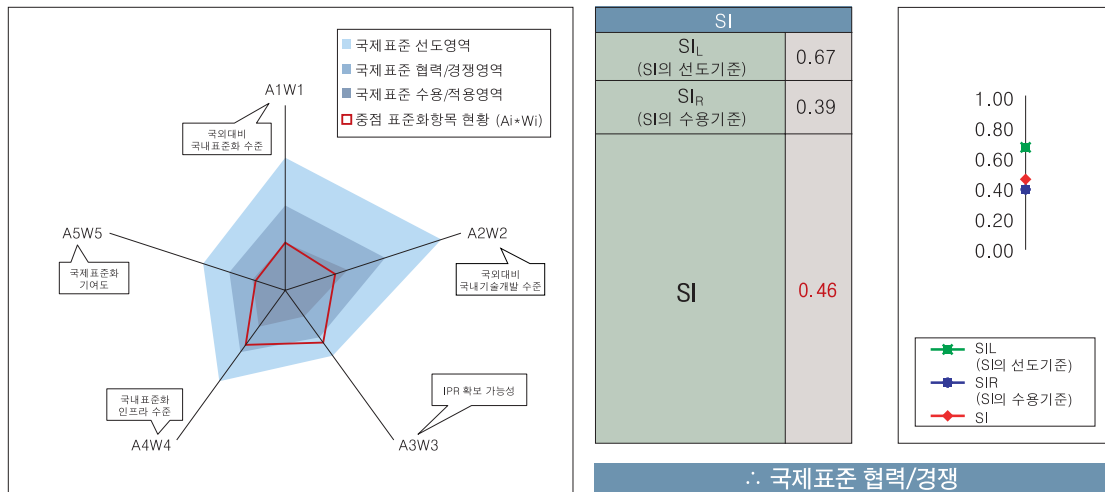 국제표준 선도영역
국제표준 협력/경쟁영역
국제표준 수용/적용영역
중점 표준화항목 현황 (Ai*Wi)
A1W1
국외대비
국내표준화 수준
A2W2
국외대비
국내기술개발 수준
A5W5
국제표준화
기여도
국내표준화
인프라 수준
A4W4
IPR 확보 가능성
A3W3
SI
SIL
(SI의 선도기준)
0.67
SIR
(SI의 수용기준)
0.39
SI
0.46
1.00
0.80
0.60
0.40
0.20
0.00
SIL
(SI의 선도기준)
SIR
(SI의 수용기준)
SI
∴ 국제표준 협력/경쟁